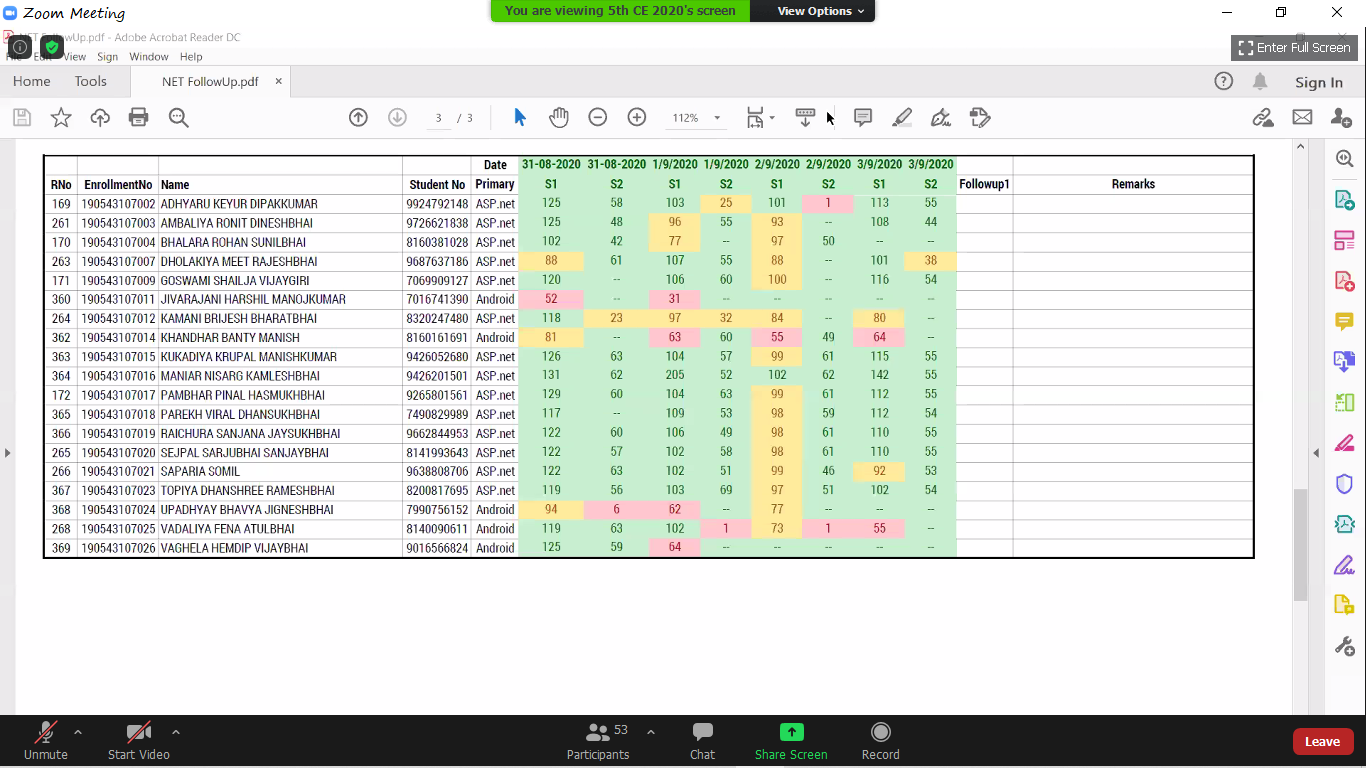 Zoom Meeting
You are viewing 5th CE 2020's screen
View Options
FollowUp.pdf - Adobe Acrobat Reader DC
View Sign Window Help
Enter Full Screen
Home Tools NET FollowUp.pdf × Sign In
3 / 3 112%
Date 31-08-2020 31-08-2020 1/9/2020 1/9/2020 2/9/2020 2/9/2020 3/9/2020 3/9/2020
RNo EnrollmentNo Name Student No Primary S1 S2 S1 S2 S1 S2 S1 S2 Followup1 Remarks
169 190543107002 ADHYARU KEYUR DIPAKKUMAR 9924792148 ASP.net 125 58 103 25 101 1 113 55
261 190543107003 AMBALIYA RONIT DINESHBHAI 9726621838 ASP.net 125 48 96 55 93 -- 108 44
170 190543107004 BHALARA ROHAN SUNILBHAI 8160381028 ASP.net 102 42 77 -- 97 50 -- --
263 190543107007 DHOLAKIYA MEET RAJESHBHAI 9687637186 ASP.net 88 61 107 55 88 -- 101 38
171 190543107009 GOSWAMI SHAILJA VIJAYGIRI 7069909127 ASP.net 120 -- 106 60 100 -- 116 54
360 190543107011 JIVARAJANI HARSHIL MANOJKUMAR 7016741390 Android 52 -- 31 -- -- -- -- --
264 190543107012 KAMANI BRIJESH BHARATBHAI 8320247480 ASP.net 118 23 97 32 84 -- 80 --
362 190543107014 KHANDHAR BANTY MANISH 8160161691 Android 81 -- 63 60 55 49 64 --
363 190543107015 KUKADIYA KRUPAL MANISHKUMAR 9426052680 ASP.net 126 63 104 57 99 61 115 55
364 190543107016 MANIAR NISARG KAMLESHBHAI 9426201501 ASP.net 131 62 205 52 102 62 142 55
172 190543107017 PAMBHAR PINAL HASMUKHBHAI 9265801561 ASP.net 129 60 104 63 99 61 112 55
365 190543107018 PAREKH VIRAL DHANSUKHBHAI 7490829989 ASP.net 117 -- 109 53 98 59 112 54
366 190543107019 RAICHURA SANJANA JAYSUKHBHAI 9662844953 ASP.net 122 60 106 49 98 61 110 55
265 190543107020 SEJPAL SARJUBHAI SANJAYBHAI 8141993643 ASP.net 122 57 102 58 98 61 110 55
266 190543107021 SAPARIA SOMIL 9638808706 ASP.net 122 63 102 51 99 46 92 53
367 190543107023 TOPIYA DHANSHREE RAMESHBHAI 8200817695 ASP.net 119 56 103 69 97 51 102 54
368 190543107024 UPADHYAY BHAVYA JIGNESHBHAI 7990756152 Android 94 6 62 -- 77 -- -- --
268 190543107025 VADALIYA FENA ATULBHAI 8140090611 ASP.net 119 63 102 1 73 1 55 --
369 190543107026 VAGHELA HEMDIP VIJAYBHAI 9016566824 Android 125 59 64 -- -- -- -- --
Unmute Start Video Participants 53 Chat Share Screen Record Leave